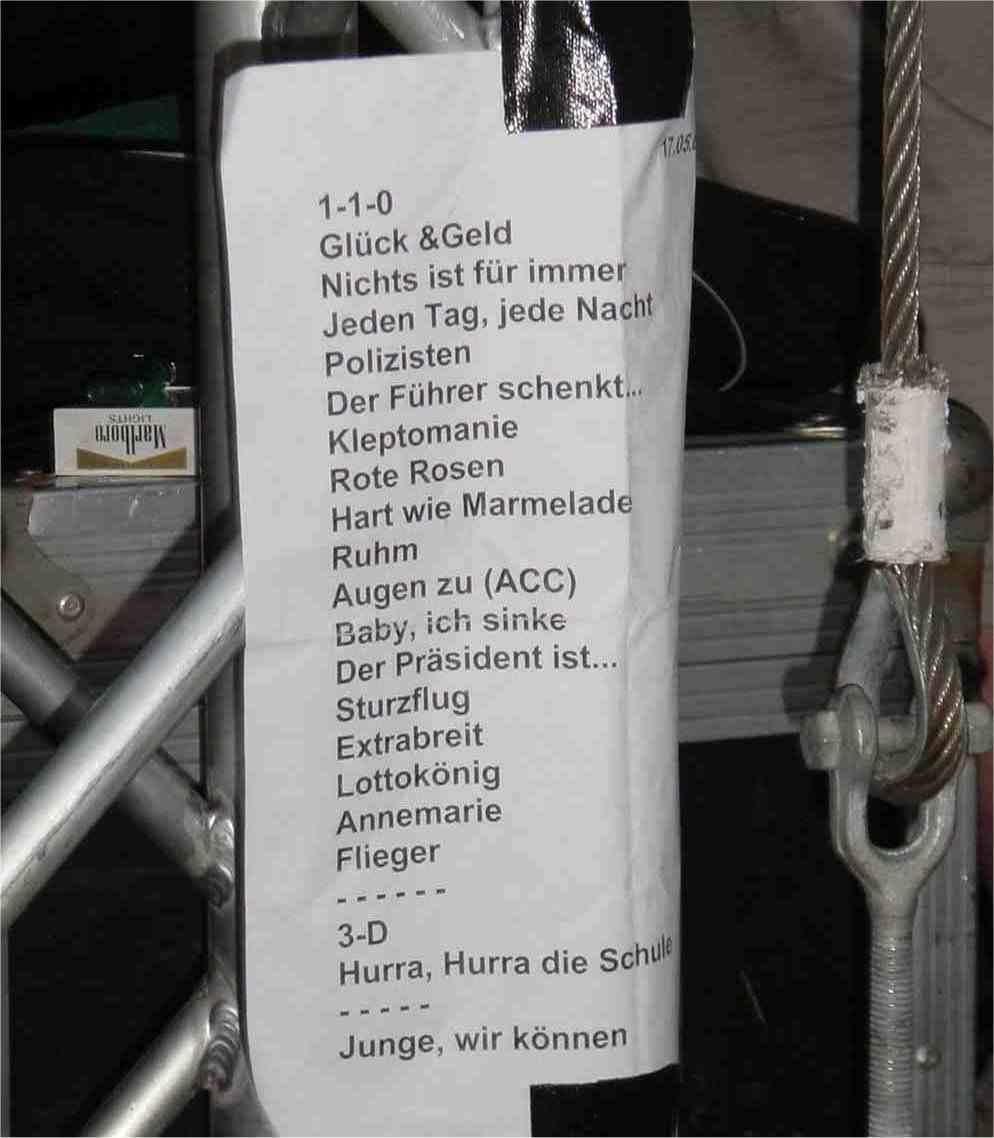 17.05.
1-1-0
Glück &Geld
Nichts ist für immer
Jeden Tag, jede Nacht
Polizisten
Der Führer schenkt...
Kleptomanie
Rote Rosen
Hart wie Marmelade
Ruhm
Augen zu (ACC)
Baby, ich sinke
Der Präsident ist...
Sturzflug
Extrabreit
Lottokönig
Annemarie
Flieger
- - - - - -
3-D
Hurra, Hurra die Schule
- - - - -
Junge, wir können
Marlboro
LIGHTS